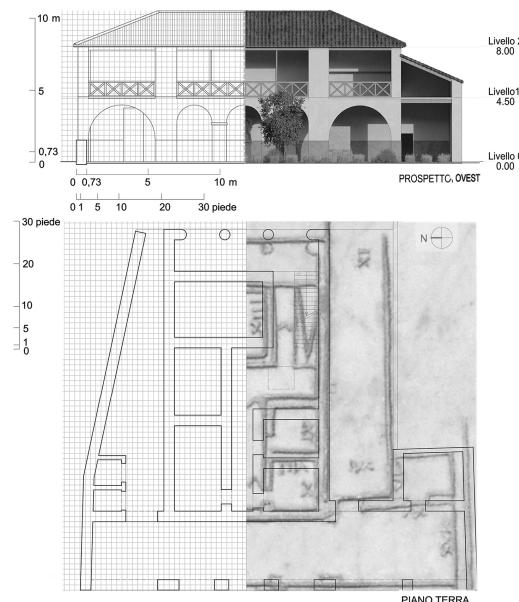 10 m
Livello 2
8.00
5
Livello1
4.50
0,73
0
Livello 0
0.00
0 0,73 5 10 m
PROSPETTO, OVEST
0 1 5 10 20 30 piede
30 piede
20
10
5
1
0
N
IX
PIANO TERRA